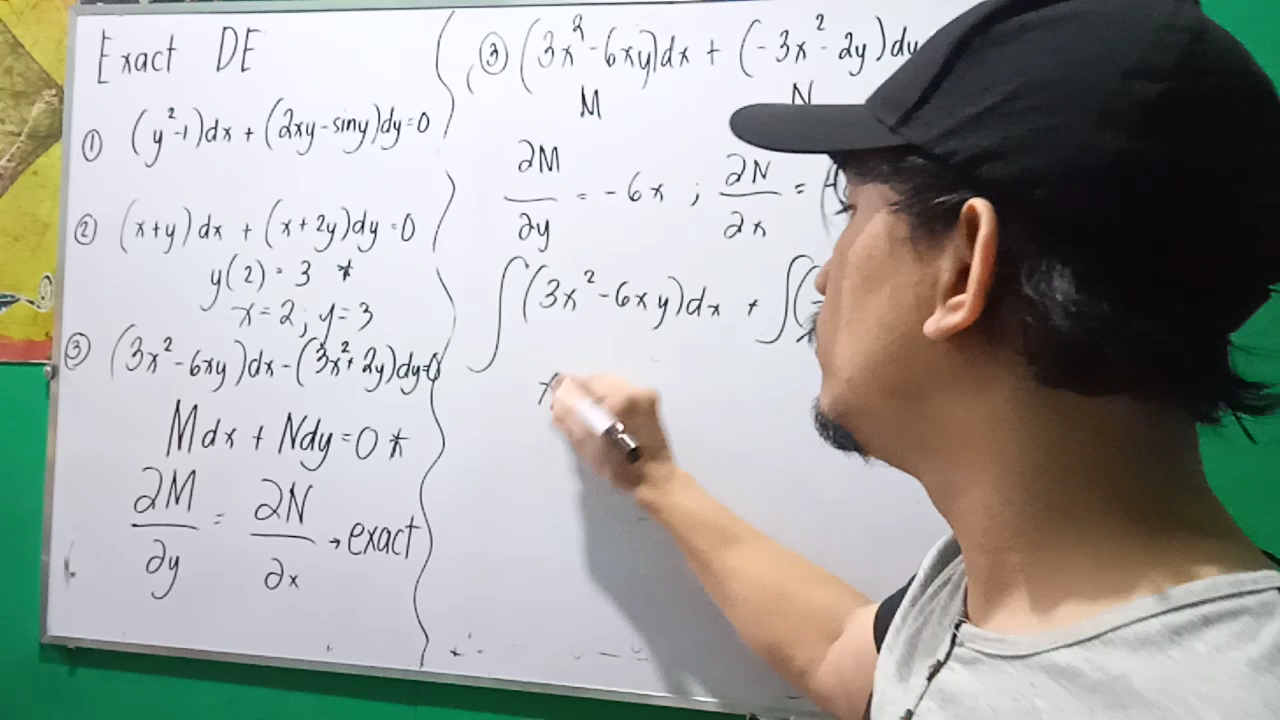 Exact DE
① (y²-1)dx + (2xy-siny)dy=0
② (x+y)dx + (x+2y)dy=0
y(2) = 3 *
x=2; y=3
③ (3x²-6xy)dx-(3x²+2y)dy=0
Mdx + Ndy=0 *
∂M/∂y = ∂N/∂x → exact
③ (3x²-6xy)dx + (-3x²-2y)dy
M N
∂M/∂y = -6x ; ∂N/∂x =
∫(3x²-6xy)dx + ∫(
x